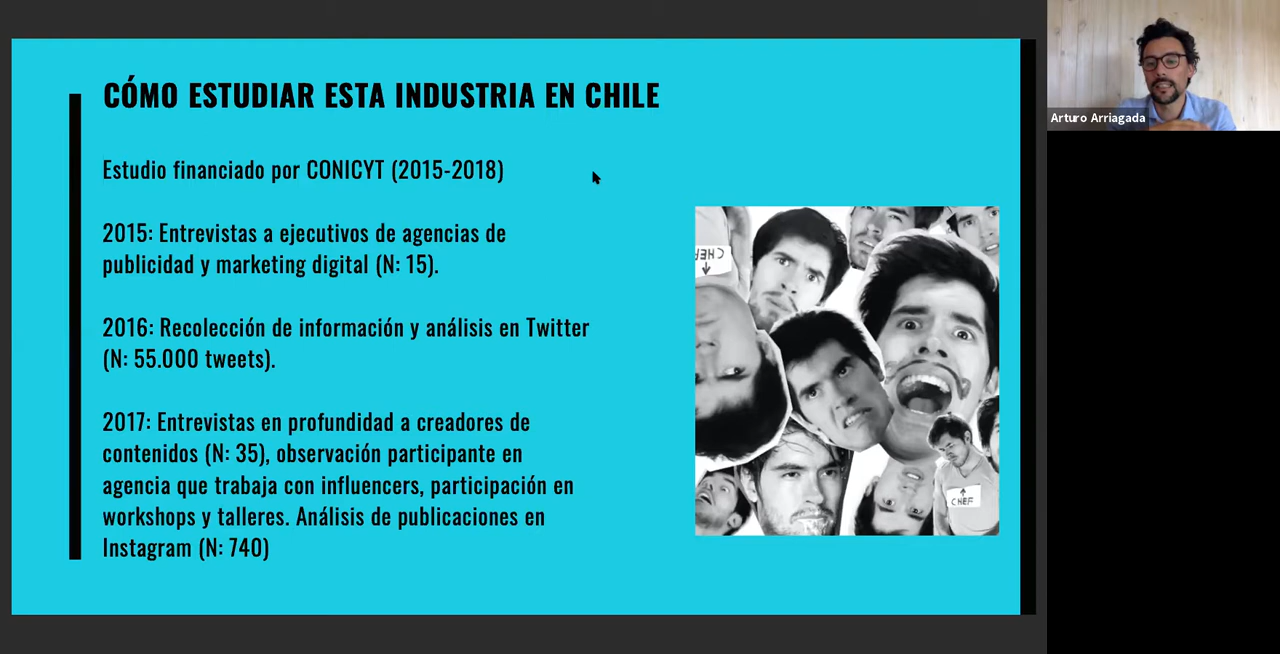 CÓMO ESTUDIAR ESTA INDUSTRIA EN CHILE
Estudio financiado por CONICYT (2015-2018)
2015: Entrevistas a ejecutivos de agencias de
publicidad y marketing digital (N: 15).
2016: Recolección de información y análisis en Twitter
(N: 55.000 tweets).
2017: Entrevistas en profundidad a creadores de
contenidos (N: 35), observación participante en
agencia que trabaja con influencers, participación en
workshops y talleres. Análisis de publicaciones en
Instagram (N: 740)
CHEF
CHEF
Arturo Arriagada